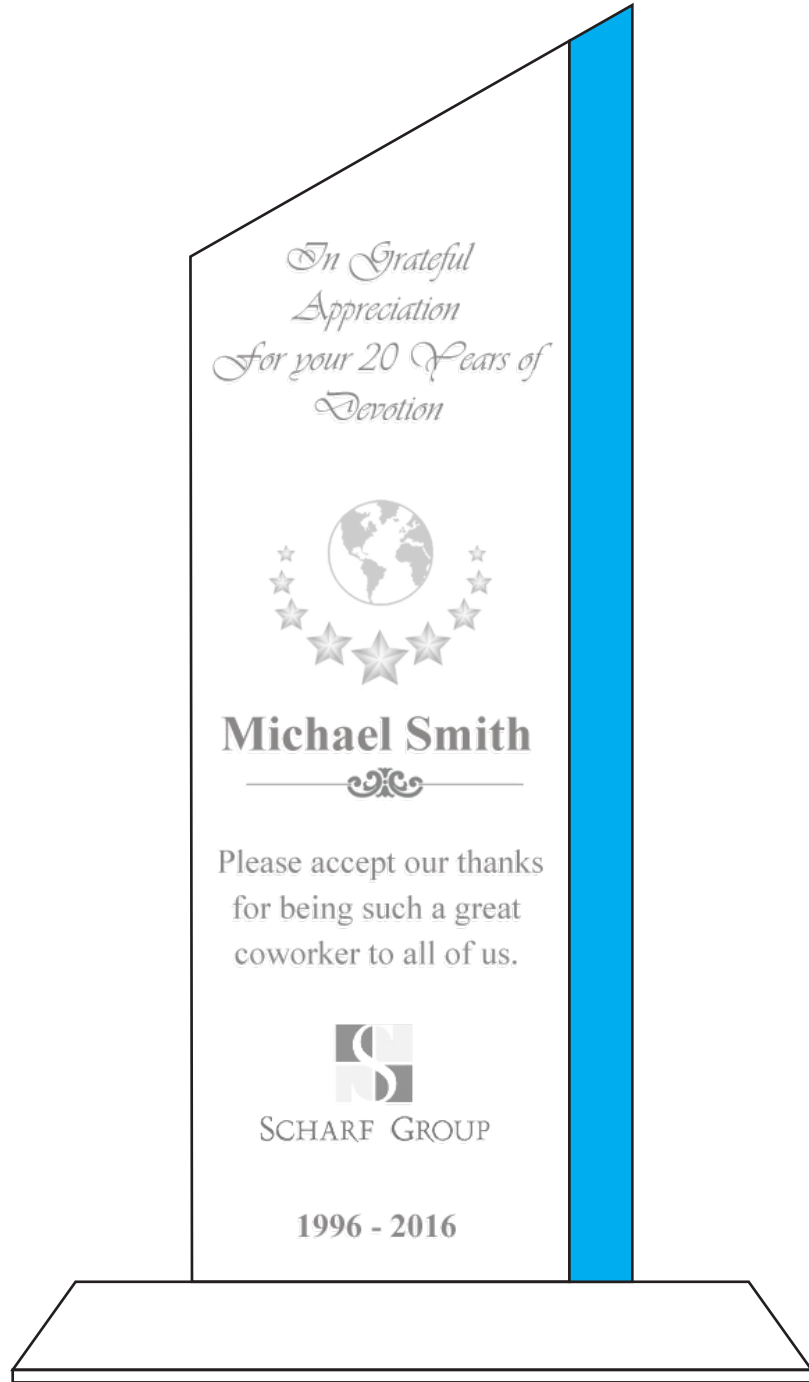 In Grateful
Appreciation
For your 20 Years of
Devotion
Michael Smith
Please accept our thanks
for being such a great
coworker to all of us.
S
SCHARF GROUP
1996 - 2016